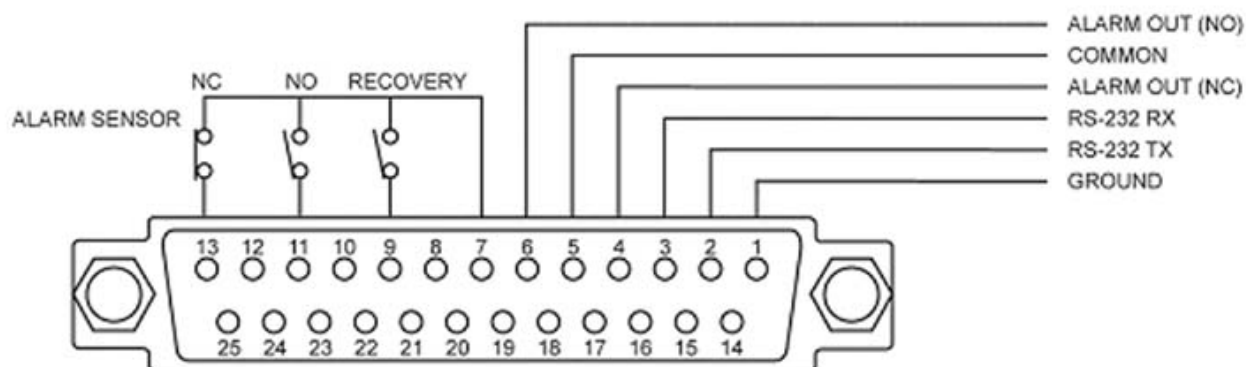 ALARM OUT (NO)
COMMON
ALARM OUT (NC)
RS-232 RX
RS-232 TX
GROUND
NC NO RECOVERY
ALARM SENSOR
13 12 11 10 9 8 7 6 5 4 3 2 1
25 24 23 22 21 20 19 18 17 16 15 14